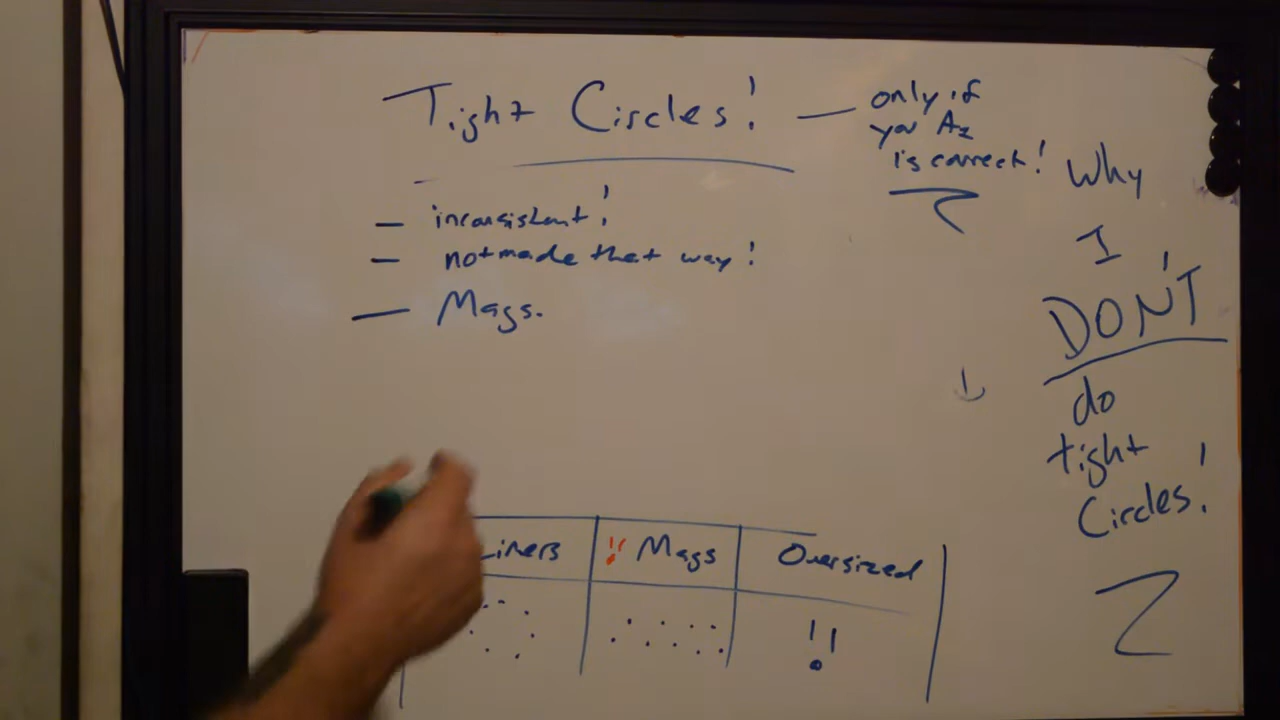 Tight Circles!
— only if
you Az
is correct!
— inconsistent!
— not made that way!
— Mags.
Why
I
DON'T
do
tight
Circles!
Liners
!! Mags
Oversized
!!